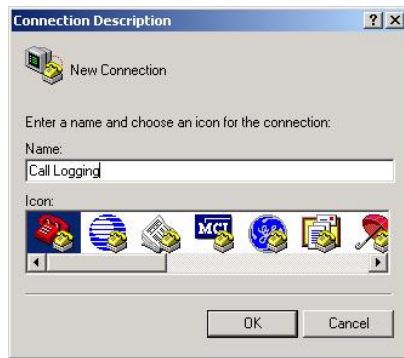 Connection Description
New Connection
Enter a name and choose an icon for the connection:
Name:
Call Logging
Icon:
MCI
OK Cancel